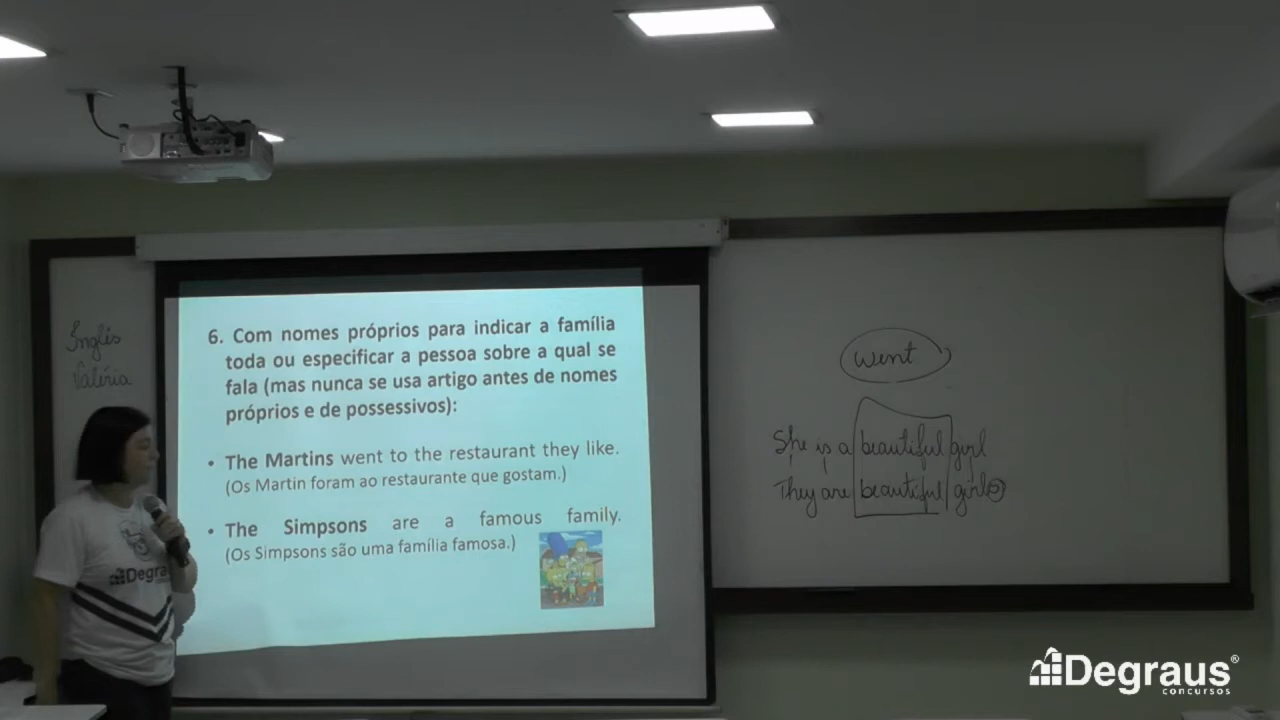 Inglês
Valéria
6. Com nomes próprios para indicar a família
toda ou especificar a pessoa sobre a qual se
fala (mas nunca se usa artigo antes de nomes
próprios e de possessivos):
• The Martins went to the restaurant they like.
(Os Martin foram ao restaurante que gostam.)
• The Simpsons are a famous family.
(Os Simpsons são uma família famosa.)
went
She is a beautiful girl
They are beautiful girls
Degraus
Degraus®
concursos